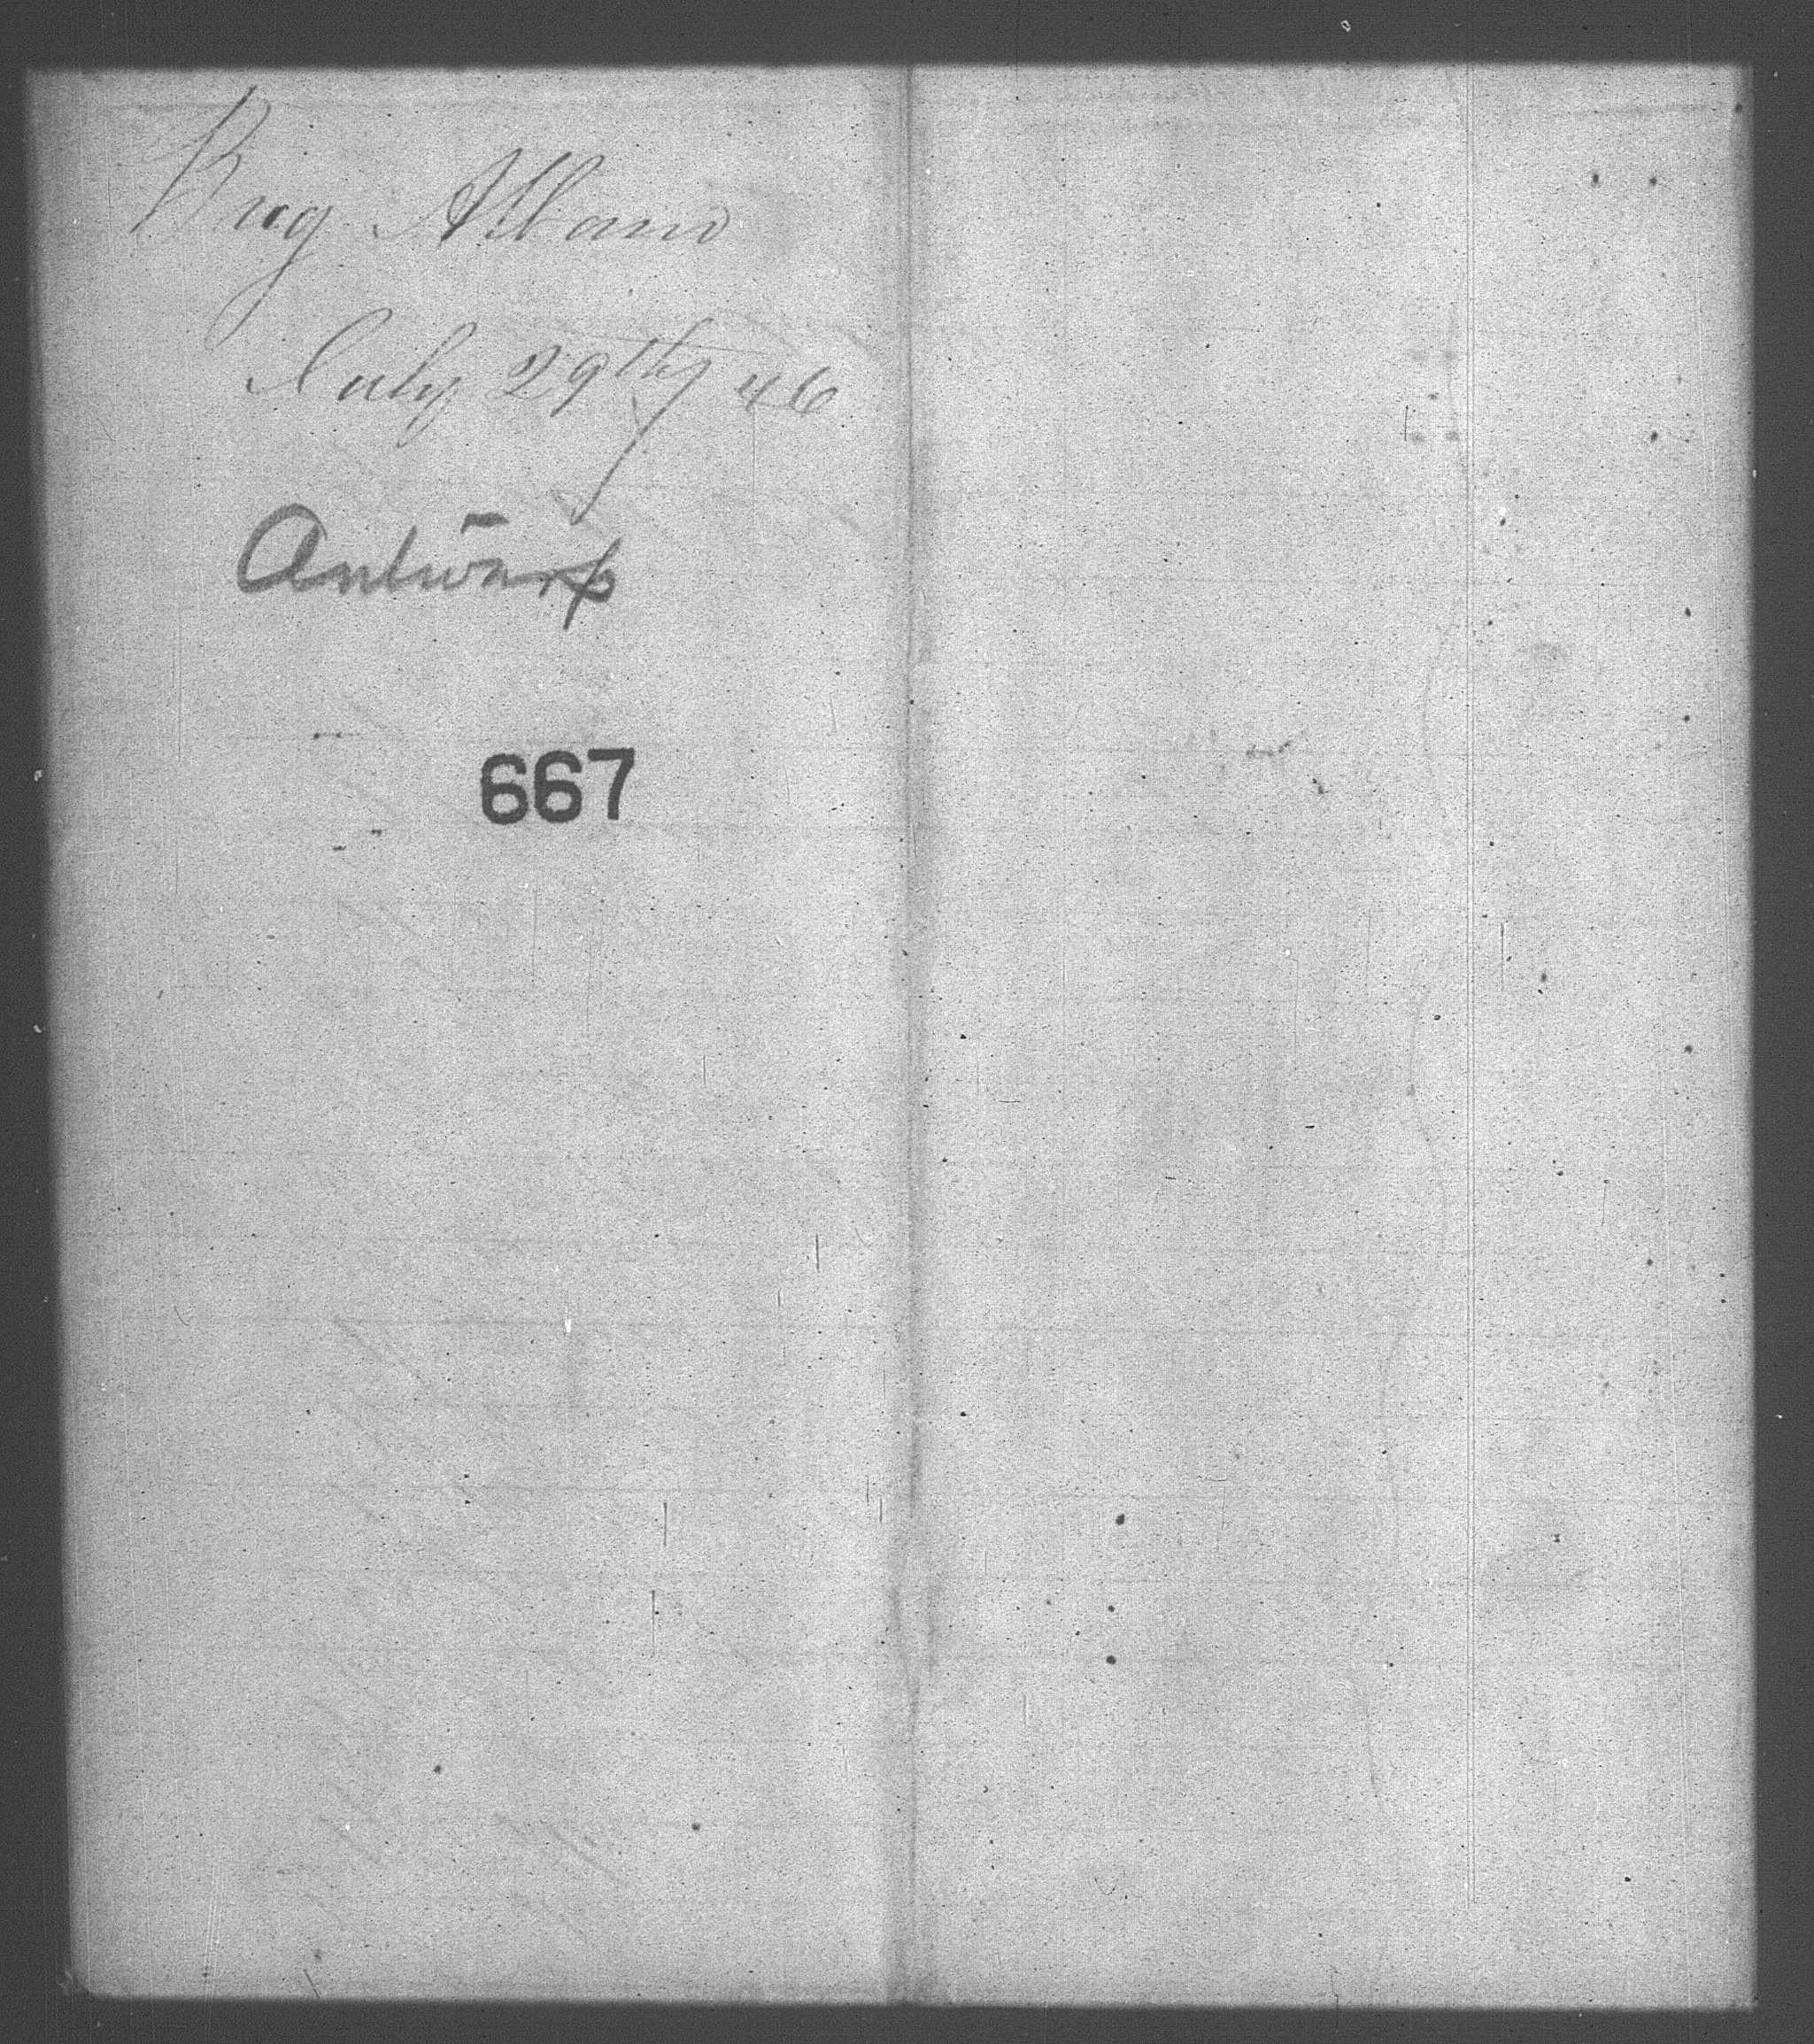 Brig Albano
July 29th / 46
Antwerp
667